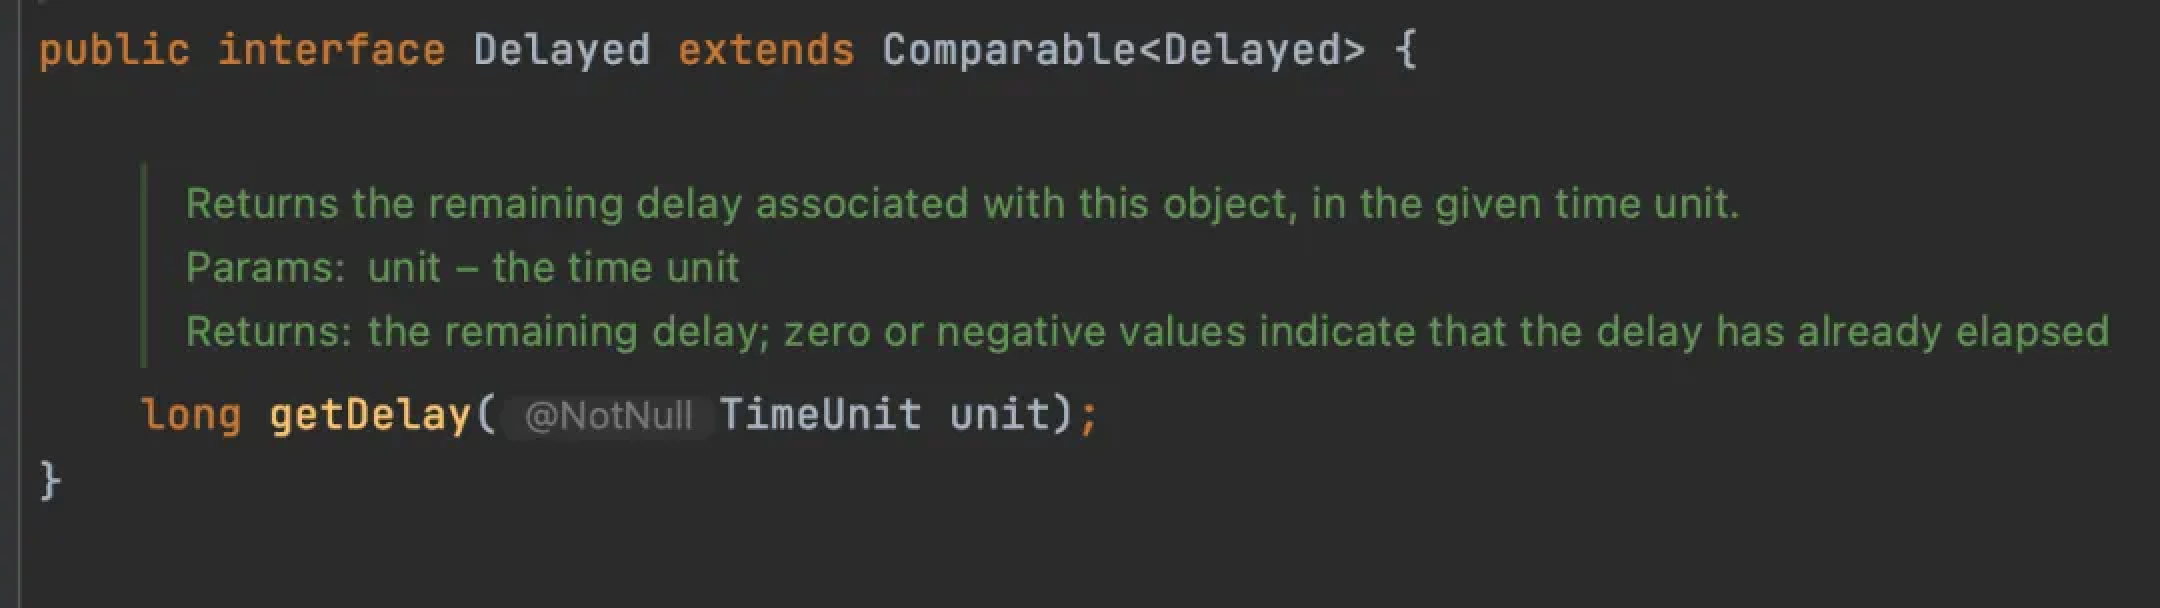 public interface Delayed extends Comparable<Delayed> {
Returns the remaining delay associated with this object, in the given time unit.
Params: unit – the time unit
Returns: the remaining delay; zero or negative values indicate that the delay has already elapsed
long getDelay( @NotNull TimeUnit unit);
}